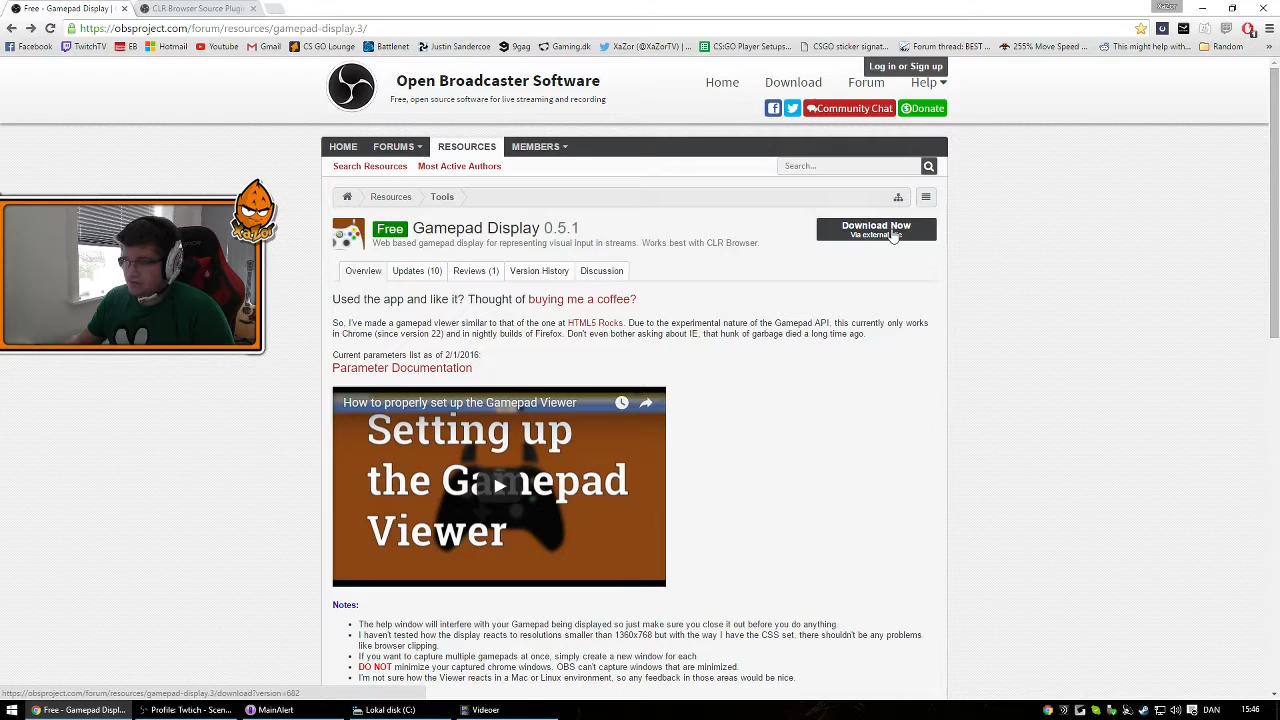 Free - Gamepad Display |
CLR Browser Source Plugin
XaZor
https://obsproject.com/forum/resources/gamepad-display.3/
Facebook
TwitchTV
EB
Hotmail
Youtube
Gmail
CS GO Lounge
Battlenet
Justin Sandercoe
9gag
Gaming.dk
XaZor (@XaZorTV)
CS:GO Player Setups...
(CS:GO) csgo insider signat...
Forum thread: BEST...
255% Move Speed -
This might help with...
Random
Log in or Sign up
Open Broadcaster Software
Free, open source software for live streaming and recording
Home
Download
Forum
Help
Community Chat
Donate
HOME
FORUMS
RESOURCES
MEMBERS
Search Resources
Most Active Authors
Search...
Resources
Tools
Free Gamepad Display 0.5.1
Web based gamepad display for representing visual input in streams. Works best with CLR Browser.
Download Now
Via external
Overview
Updates (10)
Reviews (1)
Version History
Discussion
Used the app and like it? Thought of buying me a coffee?
So, I've made a gamepad viewer similar to that of the one at HTML5 Rocks. Due to the experimental nature of the Gamepad API, this currently only works
in Chrome (since version 22) and in nightly builds of Firefox. Don't even bother asking about IE, that hunk of garbage died a long time ago.
Current parameters list as of 2/1/2016:
Parameter Documentation
How to properly set up the Gamepad Viewer
Setting up
the Gamepad
Viewer
Notes:
The help window will interfere with your Gamepad being displayed so just make sure you close it out before you do anything
I haven't tested how the display reacts to resolutions smaller than 1360x768 but with the way I have the CSS set, there shouldn't be any problems
like browser clipping.
If you want to capture multiple gamepads at once, simply create a new window for each
DO NOT minimize your captured chrome windows. OBS can't capture windows that are minimized.
I'm not sure how the Viewer reacts in a Mac or Linux environment, so any feedback in those areas would be nice.
https://obsproject.com/forum/resources/gamepad-display.3/download?version=682
Free - Gamepad Displ...
Profile: Twitch - Scen...
MainAlert
Lokal disk (C:)
Videoer
DAN
15:46